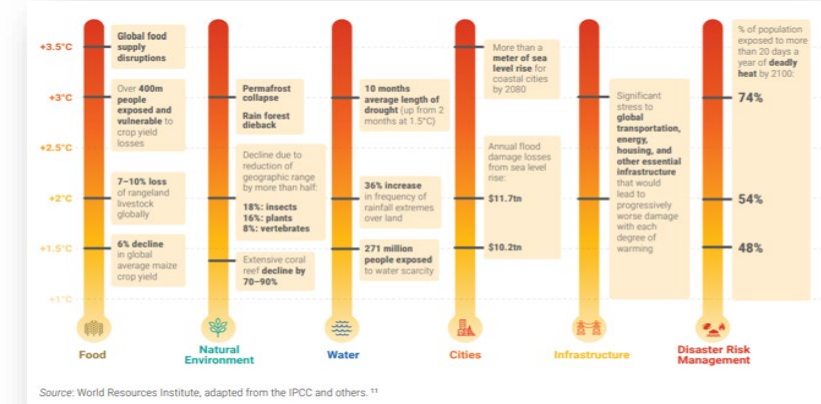 +3.5°C
+3°C
+2.5°C
+2°C
+1.5°C
+1°C
Global food
supply
disruptions
Over 400m
people
exposed and
vulnerable to
crop yield
losses
7–10% loss
of rangeland
livestock
globally
6% decline
in global
average maize
crop yield
Food
Permafrost
collapse
Rain forest
dieback
Decline due to
reduction of
geographic range
by more than half:
18%: insects
16%: plants
8%: vertebrates
Extensive coral
reef decline by
70–90%
Natural
Environment
10 months
average length of
drought (up from 2
months at 1.5°C)
36% increase
in frequency of
rainfall extremes
over land
271 million
people exposed
to water scarcity
Water
More than a
meter of sea
level rise for
coastal cities
by 2080
Annual flood
damage losses
from sea level
rise:
$11.7tn
$10.2tn
Cities
Significant
stress to
global
transportation,
energy,
housing, and
other essential
infrastructure
that would
lead to
progressively
worse damage
with each
degree of
warming
Infrastructure
% of population
exposed to more
than 20 days a
year of deadly
heat by 2100:
74%
54%
48%
Disaster Risk
Management
Source: World Resources Institute, adapted from the IPCC and others. ¹¹